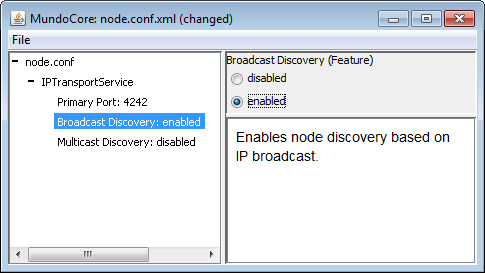 MundoCore: node.conf.xml (changed)
File
node.conf
IPTransportService
Primary Port: 4242
Broadcast Discovery: enabled
Multicast Discovery: disabled
Broadcast Discovery (Feature)
disabled
enabled
Enables node discovery based on
IP broadcast.